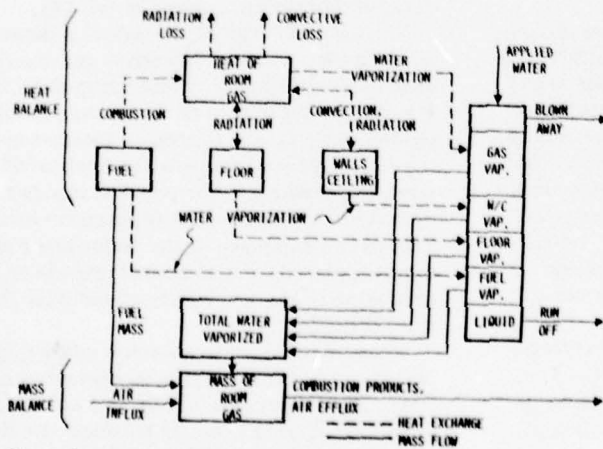 RADIATION
LOSS
CONVECTIVE
LOSS
HEAT OF
ROOM
GAS
WATER
VAPORIZATION
APPLIED
WATER
HEAT
BALANCE
COMBUSTION
RADIATION
CONVECTION,
RADIATION
BLOWN
AWAY
FUEL
FLOOR
WALLS
CEILING
GAS
VAP.
WATER VAPORIZATION
W/C
VAP.
FLOOR
VAP.
FUEL
VAP.
LIQUID
RUN
OFF
FUEL
MASS
TOTAL WATER
VAPORIZED
MASS
BALANCE
AIR
INFLUX
MASS OF
ROOM
GAS
COMBUSTION PRODUCTS,
AIR EFFLUX
HEAT EXCHANGE
MASS FLOW